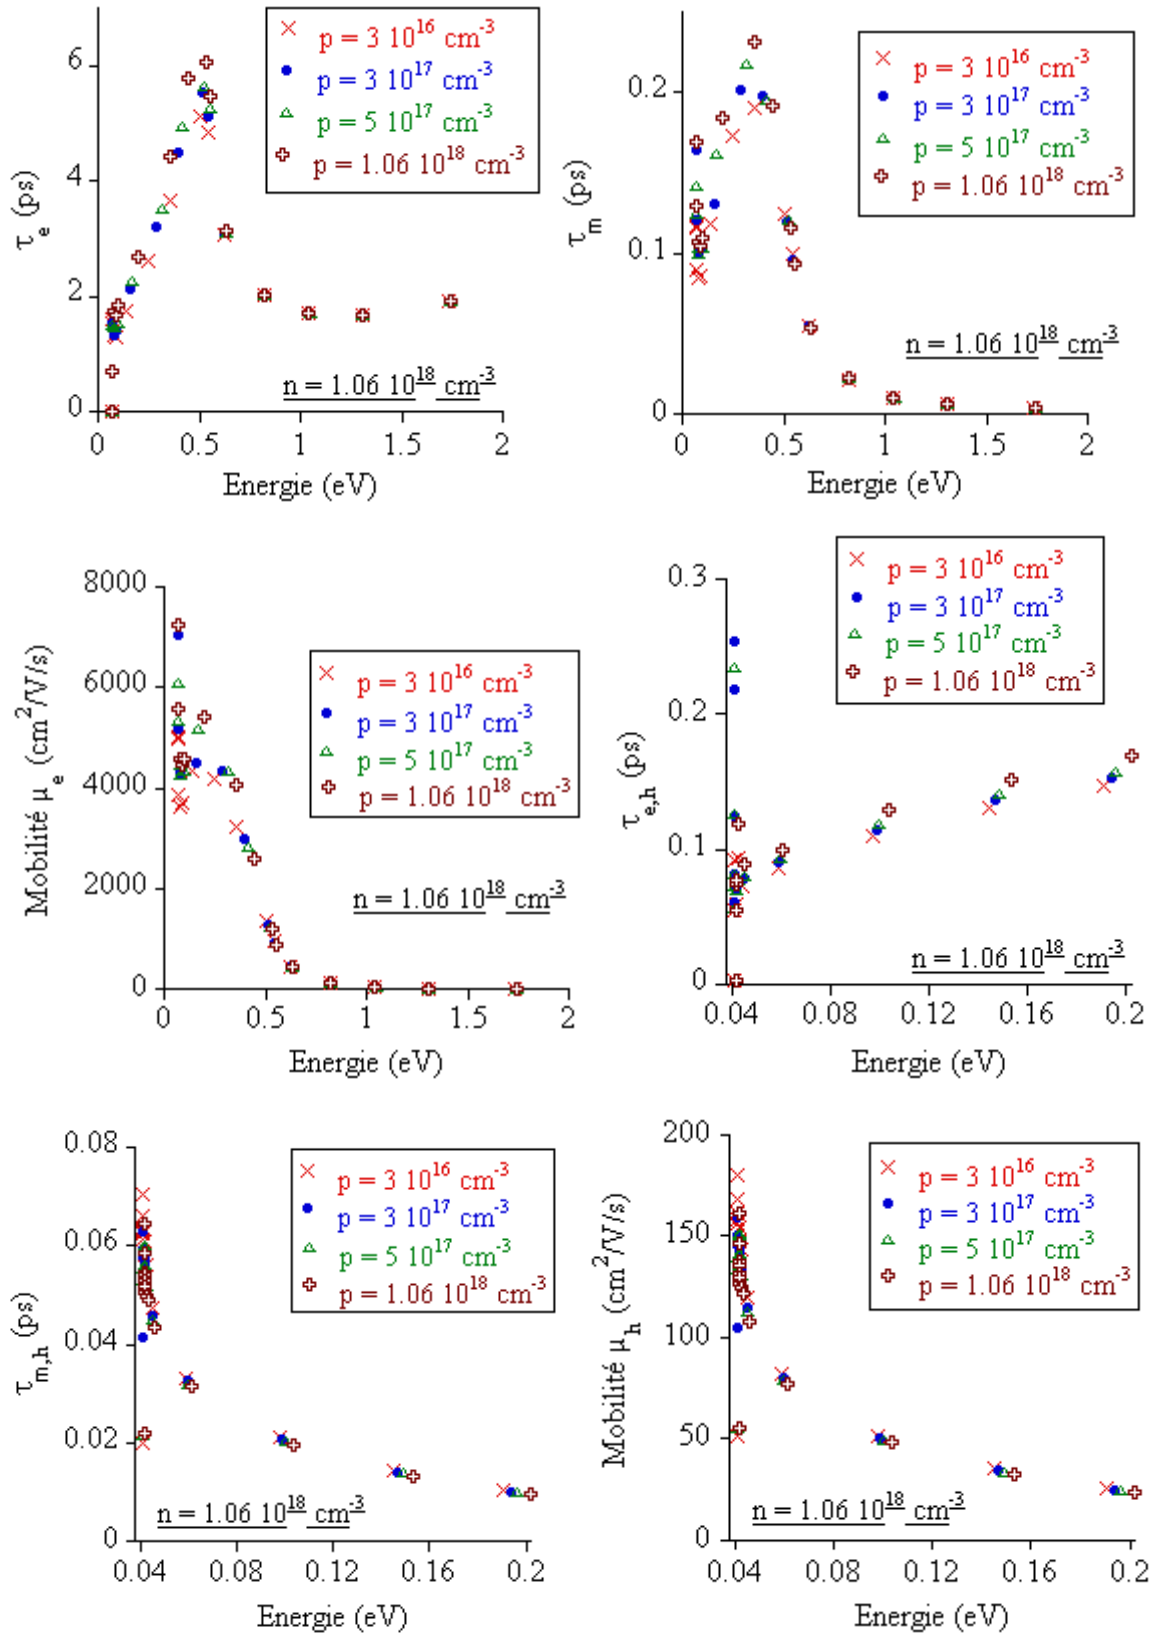 p = 3 10^16 cm^-3
p = 3 10^17 cm^-3
p = 5 10^17 cm^-3
p = 1.06 10^18 cm^-3
6
4
2
0
τe (ps)
n = 1.06 10^18 cm^-3
0 0.5 1 1.5 2
Energie (eV)
p = 3 10^16 cm^-3
p = 3 10^17 cm^-3
p = 5 10^17 cm^-3
p = 1.06 10^18 cm^-3
0.2
0.1
0
τm (ps)
n = 1.06 10^18 cm^-3
0 0.5 1 1.5 2
Energie (eV)
8000
6000
4000
2000
0
Mobilité μe (cm^2/V/s)
p = 3 10^16 cm^-3
p = 3 10^17 cm^-3
p = 5 10^17 cm^-3
p = 1.06 10^18 cm^-3
n = 1.06 10^18 cm^-3
0 0.5 1 1.5 2
Energie (eV)
p = 3 10^16 cm^-3
p = 3 10^17 cm^-3
p = 5 10^17 cm^-3
p = 1.06 10^18 cm^-3
0.3
0.2
0.1
0
τe,h (ps)
n = 1.06 10^18 cm^-3
0.04 0.08 0.12 0.16 0.2
Energie (eV)
0.08
0.06
0.04
0.02
0
τm,h (ps)
p = 3 10^16 cm^-3
p = 3 10^17 cm^-3
p = 5 10^17 cm^-3
p = 1.06 10^18 cm^-3
n = 1.06 10^18 cm^-3
0.04 0.08 0.12 0.16 0.2
Energie (eV)
200
150
100
50
0
Mobilité μh (cm^2/V/s)
p = 3 10^16 cm^-3
p = 3 10^17 cm^-3
p = 5 10^17 cm^-3
p = 1.06 10^18 cm^-3
n = 1.06 10^18 cm^-3
0.04 0.08 0.12 0.16 0.2
Energie (eV)